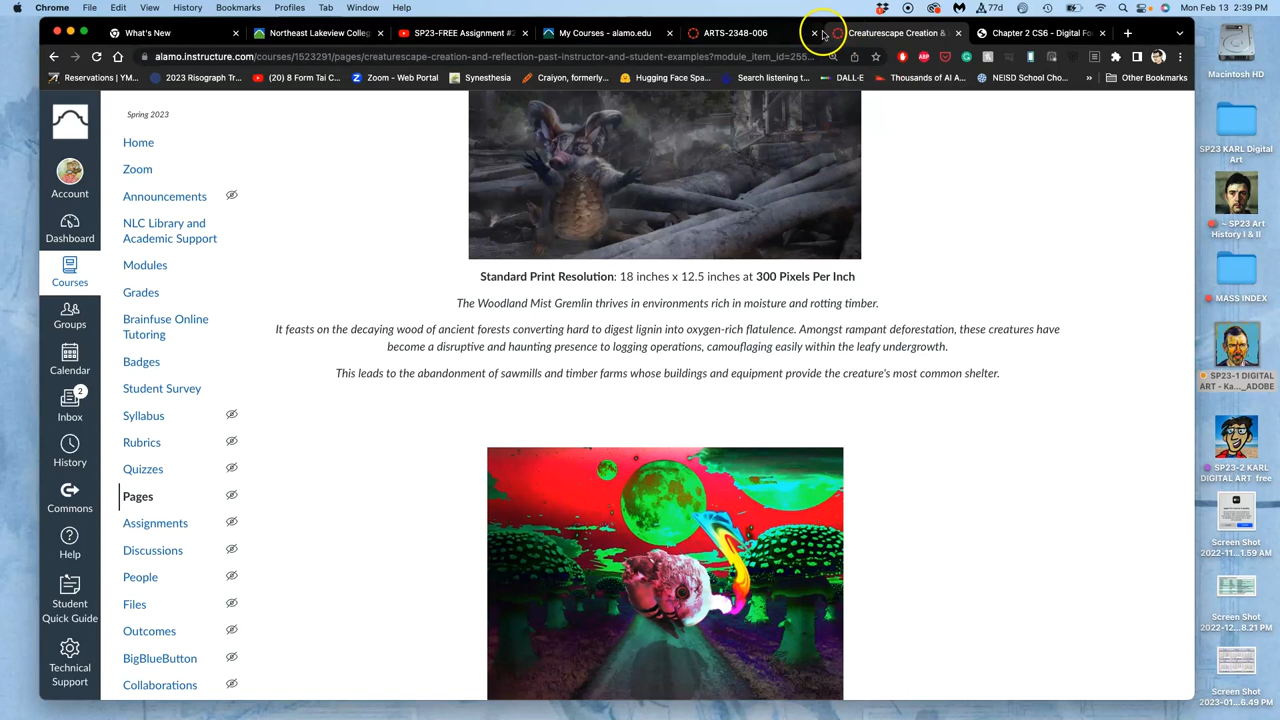 Chrome File Edit View History Bookmarks Profiles Tab Window Help
77d
Mon Feb 13 2:39 PM
What's New
Northeast Lakeview Colleg
SP23-FREE Assignment #2
My Courses - alamo.edu
ARTS-2348-006
Creaturescape Creation &
Chapter 2 CS6 - Digital Fo
alamo.instructure.com/courses/1523291/pages/creaturescape-creation-and-reflection-past-instructor-and-student-examples?module_item_id=255...
Reservations | YM...
2023 Risograph Tr...
(20) 8 Form Tai C...
Zoom - Web Portal
Synesthesia
Craiyon, formerly...
Hugging Face Spa...
Search listening t...
DALL·E
Thousands of AI A...
NEISD School Cho...
»
Other Bookmarks
Account
Dashboard
Courses
Groups
Calendar
2
Inbox
History
Commons
Help
Student
Quick Guide
Technical
Support
Spring 2023
Home
Zoom
Announcements
NLC Library and
Academic Support
Modules
Grades
Brainfuse Online
Tutoring
Badges
Student Survey
Syllabus
Rubrics
Quizzes
Pages
Assignments
Discussions
People
Files
Outcomes
BigBlueButton
Collaborations
Standard Print Resolution: 18 inches x 12.5 inches at 300 Pixels Per Inch
The Woodland Mist Gremlin thrives in environments rich in moisture and rotting timber.
It feasts on the decaying wood of ancient forests converting hard to digest lignin into oxygen-rich flatulence. Amongst rampant deforestation, these creatures have
become a disruptive and haunting presence to logging operations, camouflaging easily within the leafy undergrowth.
This leads to the abandonment of sawmills and timber farms whose buildings and equipment provide the creature's most common shelter.
Macintosh HD
SP23 KARL Digital
Art
~ SP23 Art
History I & II
MASS INDEX
SP23-1 DIGITAL
ART - Ka..._ADOBE
SP23-2 KARL
DIGITAL ART free
Screen Shot
2022-11...1.59 AM
Screen Shot
2022-12...8.21 PM
Screen Shot
2023-01...6.49 PM